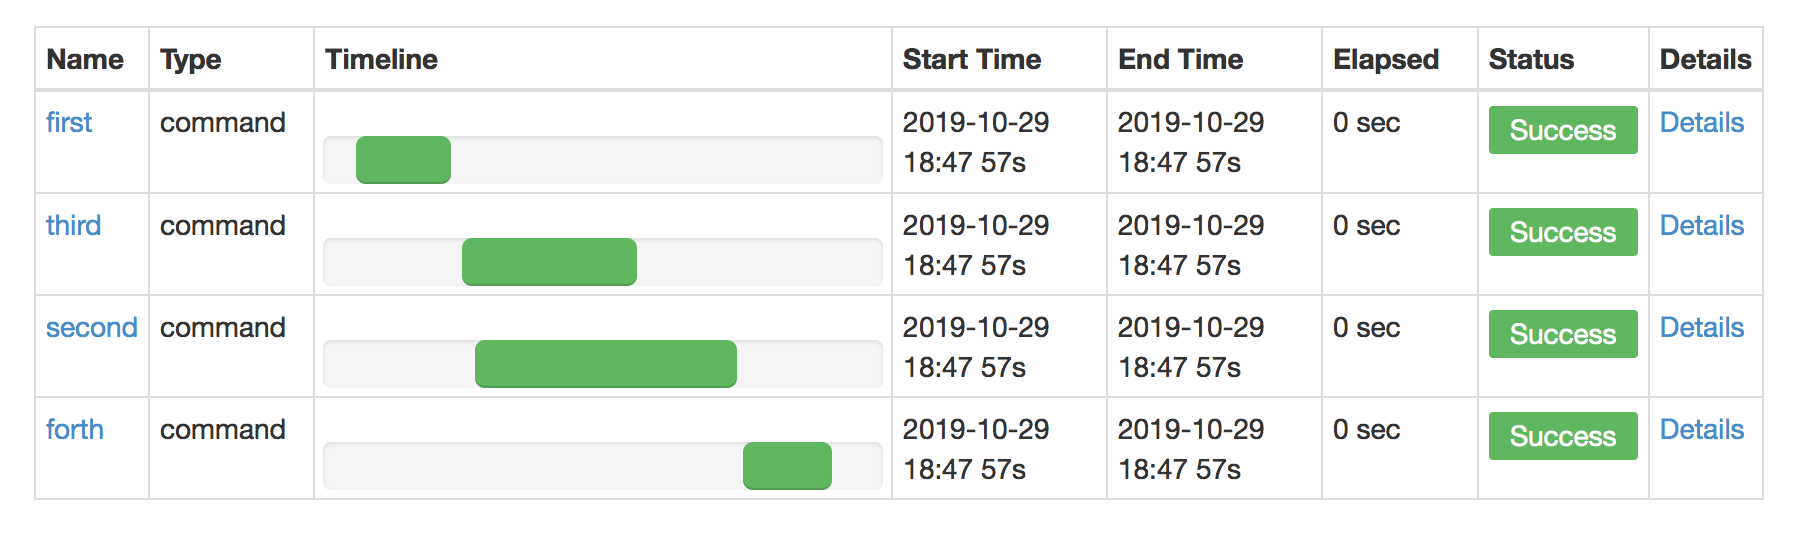 Name Type Timeline Start Time End Time Elapsed Status Details
first command 2019-10-29 2019-10-29 0 sec Success Details
18:47 57s 18:47 57s
third command 2019-10-29 2019-10-29 0 sec Success Details
18:47 57s 18:47 57s
second command 2019-10-29 2019-10-29 0 sec Success Details
18:47 57s 18:47 57s
forth command 2019-10-29 2019-10-29 0 sec Success Details
18:47 57s 18:47 57s